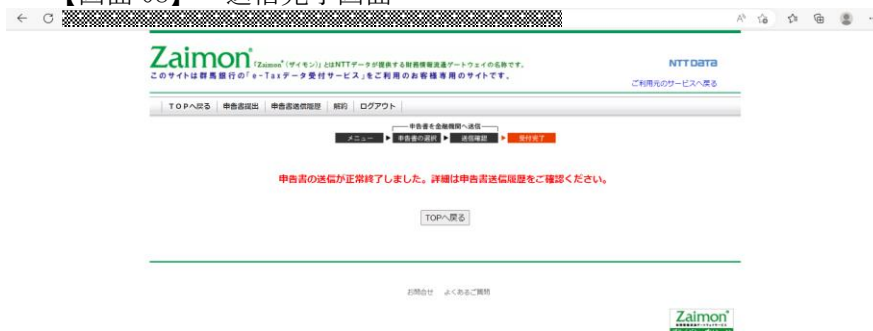 【画面 08】 送信完了画面
Zaimon®
「Zaimon®(ザイモン)」とはNTTデータが提供する財務情報流通ゲートウェイの名称です。
このサイトは群馬銀行の「e-Taxデータ受付サービス」をご利用のお客様専用のサイトです。
NTT DATA
ご利用元のサービスへ戻る
TOPへ戻る 申告書提出 申告書送信履歴 解約 ログアウト
申告書を金融機関へ送信
メニュー ▶ 申告書の選択 ▶ 送信確認 ▶ 受付完了
申告書の送信が正常終了しました。詳細は申告書送信履歴をご確認ください。
TOPへ戻る
お問合せ よくあるご質問
Zaimon®